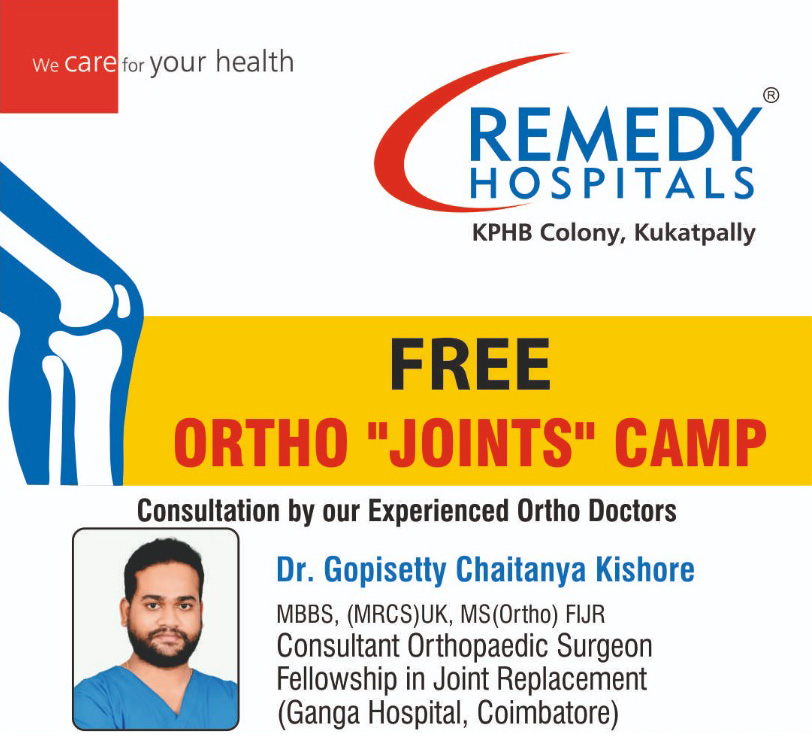 We care for your health
REMEDY®
HOSPITALS
KPHB Colony, Kukatpally
FREE
ORTHO "JOINTS" CAMP
Consultation by our Experienced Ortho Doctors
Dr. Gopisetty Chaitanya Kishore
MBBS, (MRCS)UK, MS(Ortho) FIJR
Consultant Orthopaedic Surgeon
Fellowship in Joint Replacement
(Ganga Hospital, Coimbatore)